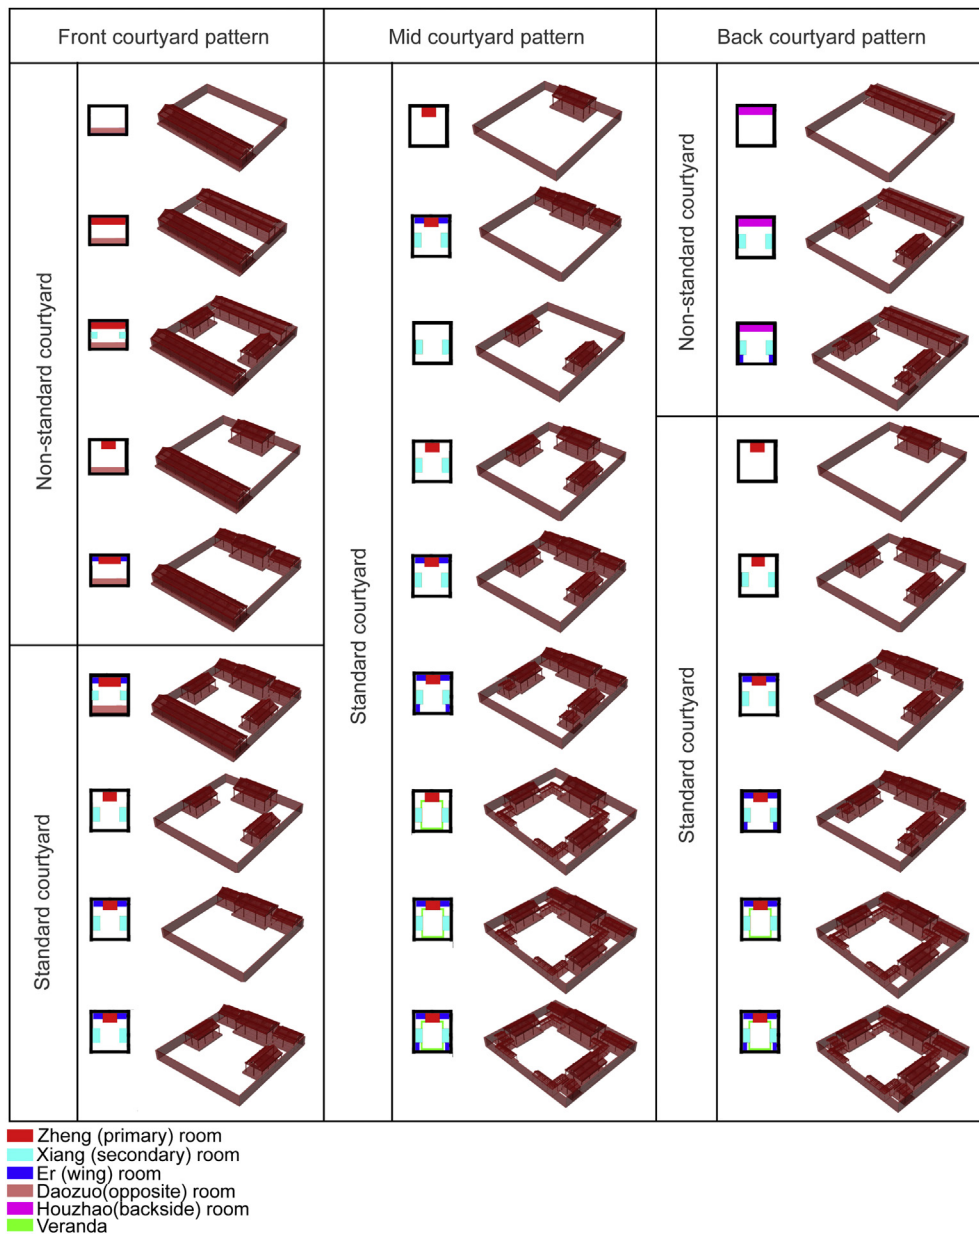 Front courtyard pattern
Mid courtyard pattern
Back courtyard pattern
Non-standard courtyard
Standard courtyard
Standard courtyard
Non-standard courtyard
Standard courtyard
Zheng (primary) room
Xiang (secondary) room
Er (wing) room
Daozuo(opposite) room
Houzhao(backside) room
Veranda